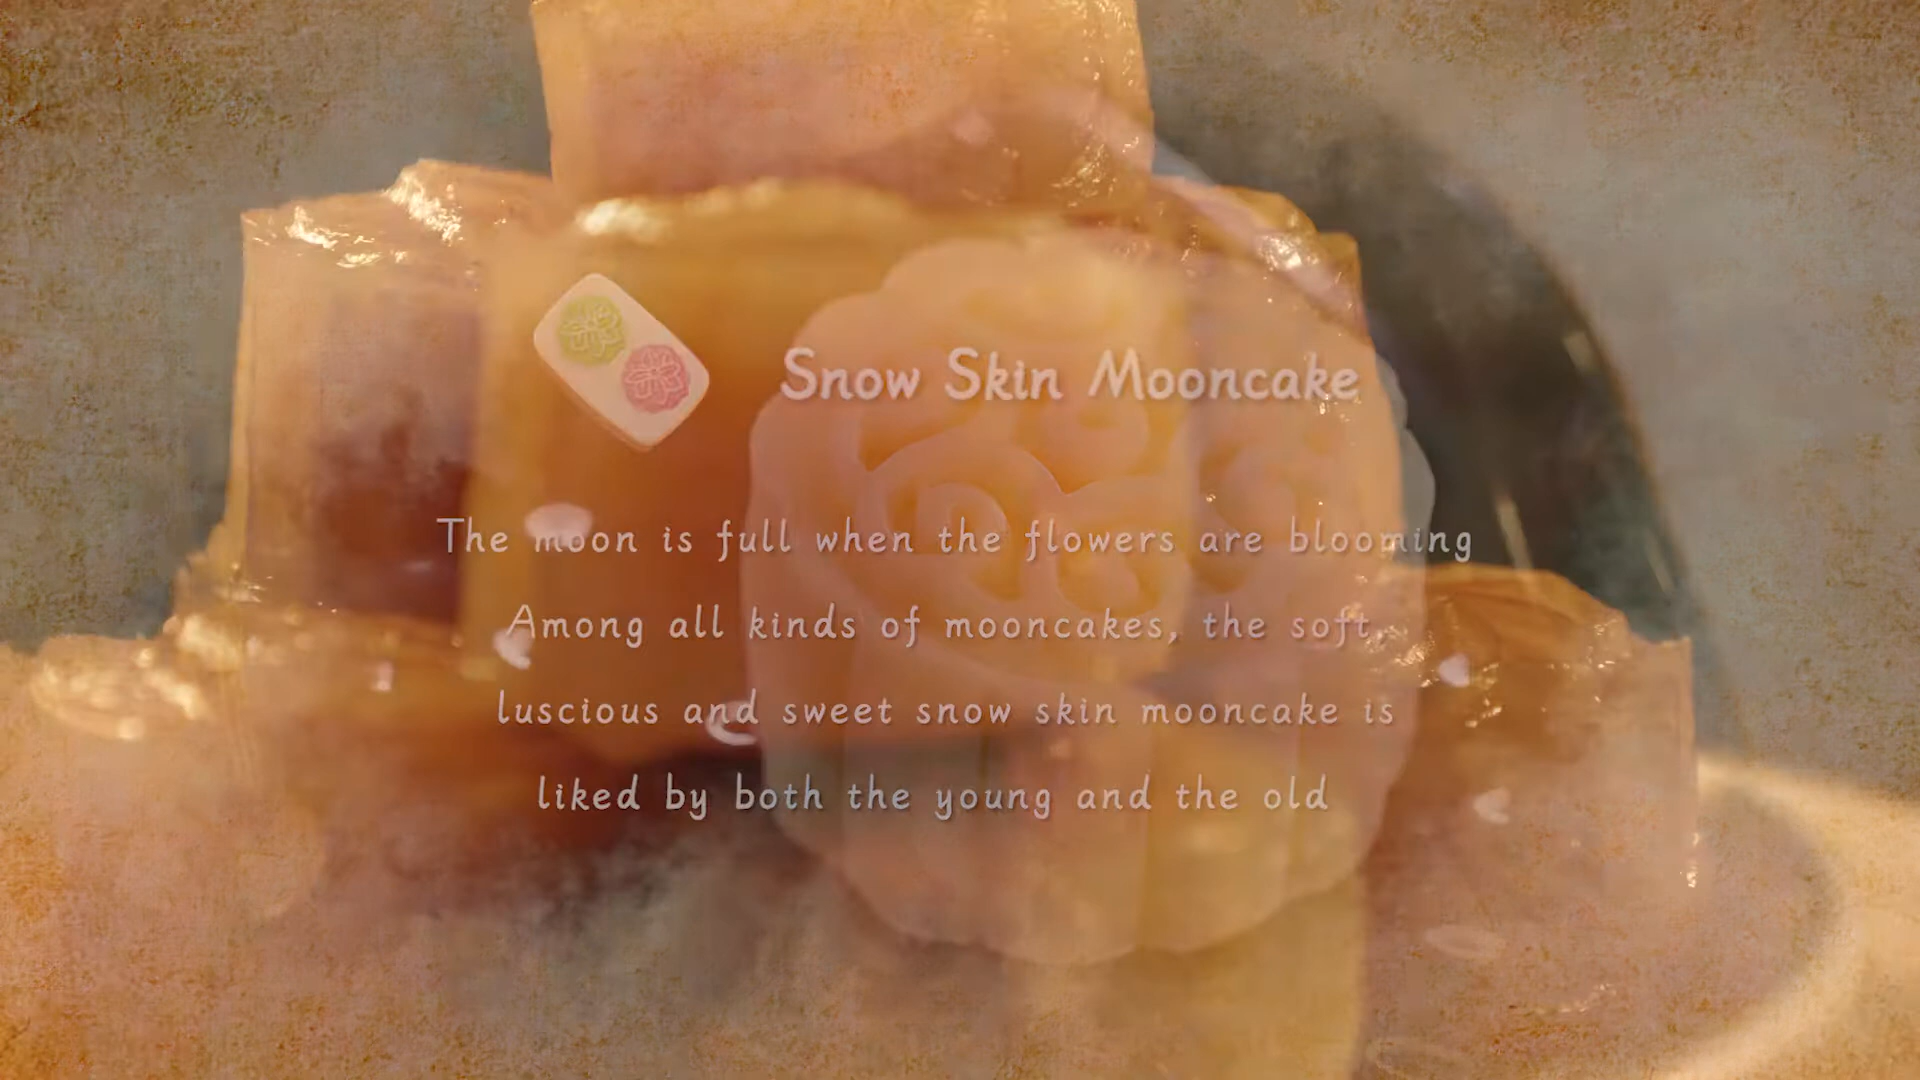 Snow Skin Mooncake
The moon is full when the flowers are blooming
Among all kinds of mooncakes, the soft
luscious and sweet snow skin mooncake is
liked by both the young and the old